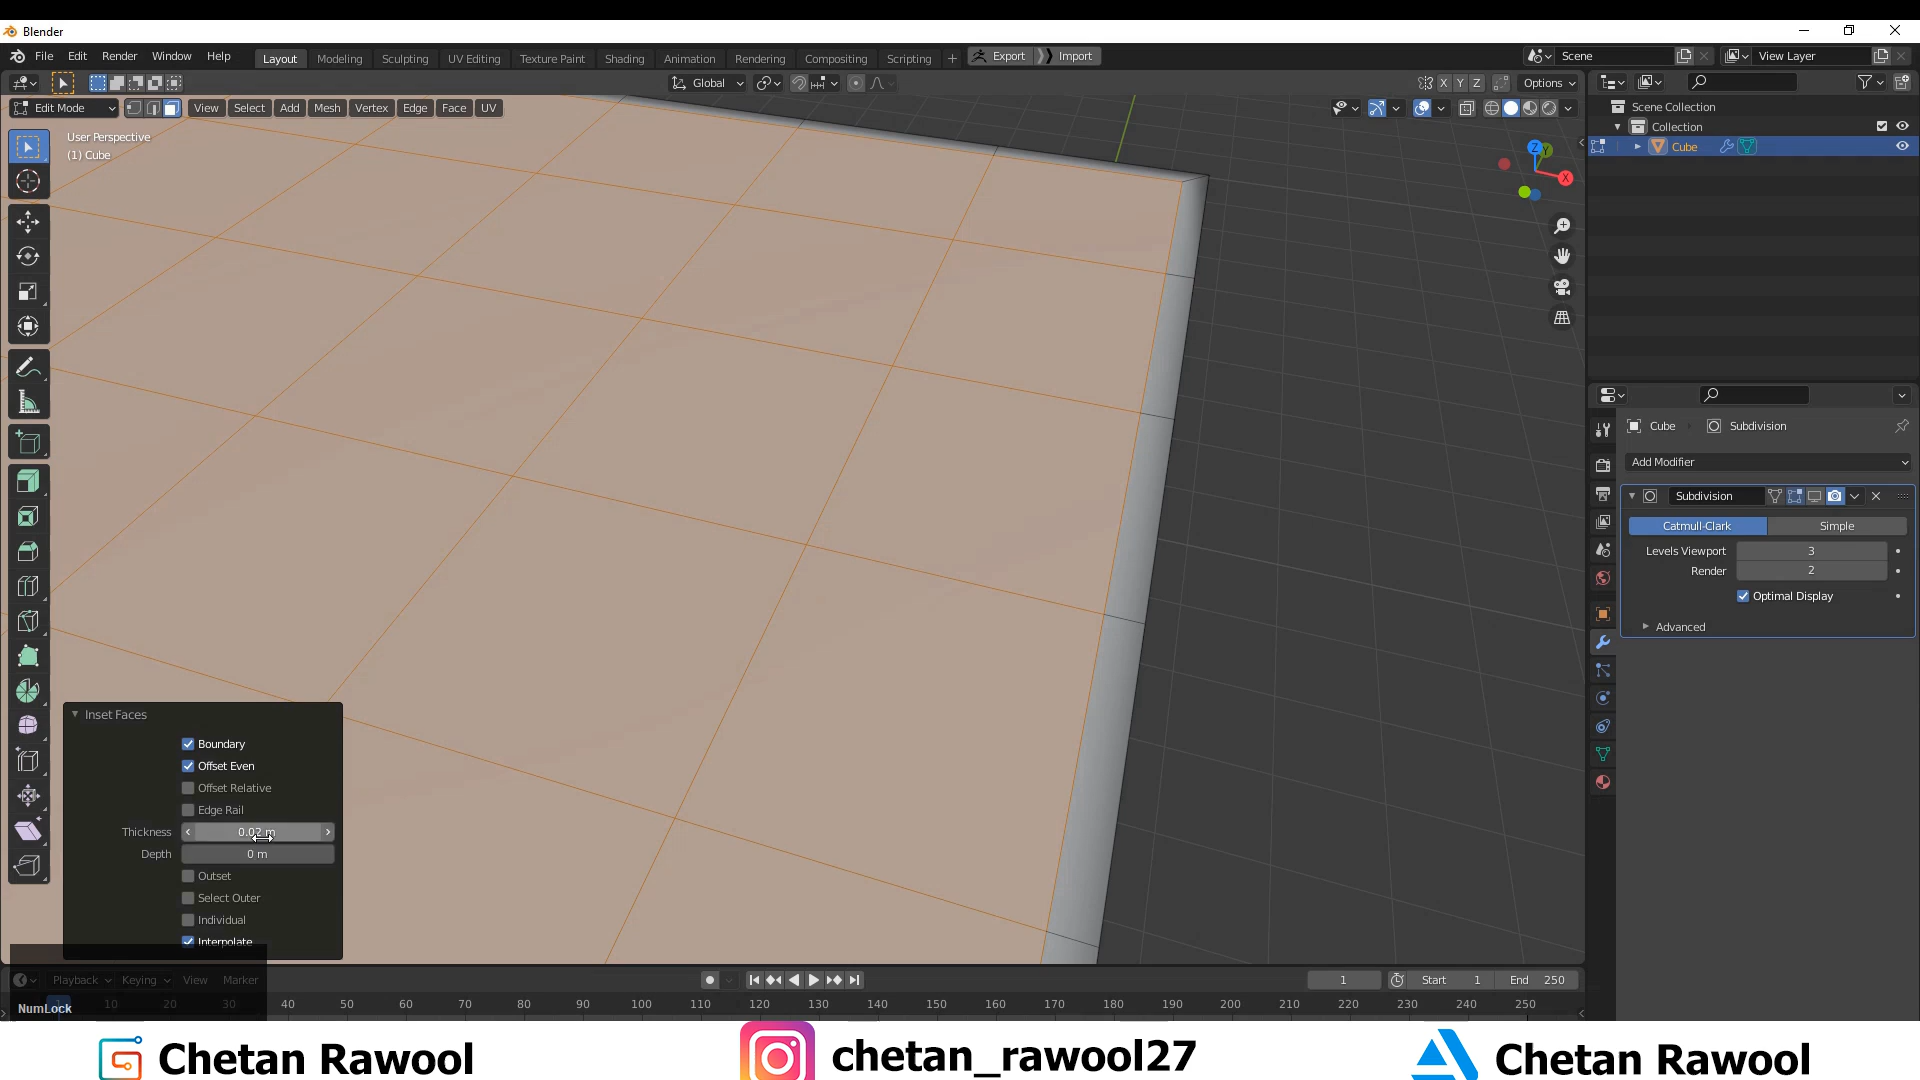 Blender
File Edit Render Window Help Layout Modeling Sculpting UV Editing Texture Paint Shading Animation Rendering Compositing Scripting + Export Import Scene View Layer
Global X Y Z Options
Edit Mode View Select Add Mesh Vertex Edge Face UV
User Perspective
(1) Cube
Z Y X
Scene Collection
Collection
Cube
Cube Subdivision
Add Modifier
Subdivision
Catmull-Clark Simple
Levels Viewport 3
Render 2
Optimal Display
Advanced
Inset Faces
Boundary
Offset Even
Offset Relative
Edge Rail
Thickness 0.02 m
Depth 0 m
Outset
Select Outer
Individual
Interpolate
Playback Keying View Marker 1 Start 1 End 250
1 10 20 30 40 50 60 70 80 90 100 110 120 130 140 150 160 170 180 190 200 210 220 230 240 250
NumLock
Chetan Rawool chetan_rawool27 Chetan Rawool